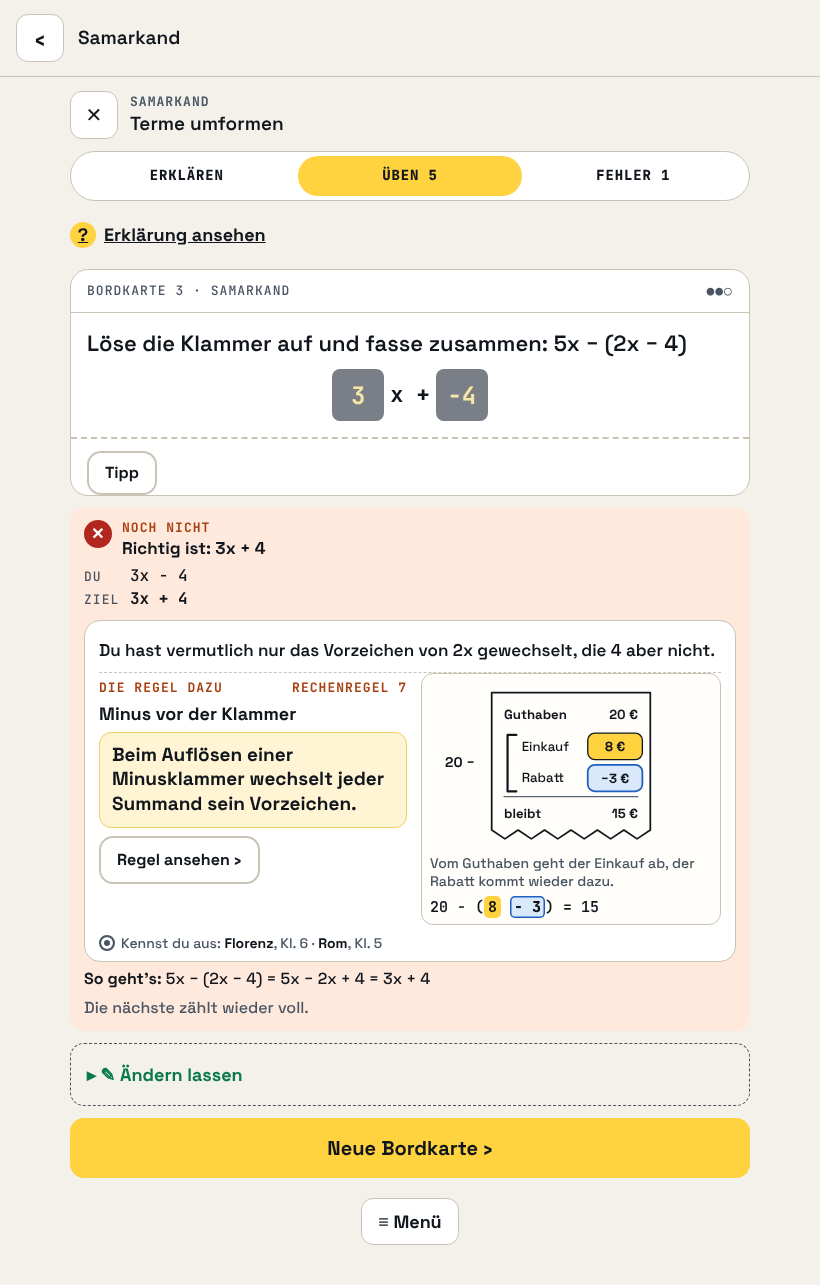 <
Samarkand
×
SAMARKAND
Terme umformen
ERKLÄREN
ÜBEN 5
FEHLER 1
? Erklärung ansehen
BORDKARTE 3 · SAMARKAND
●●○
Löse die Klammer auf und fasse zusammen: 5x − (2x − 4)
3 x + -4
Tipp
×
NOCH NICHT
Richtig ist: 3x + 4
DU 3x - 4
ZIEL 3x + 4
Du hast vermutlich nur das Vorzeichen von 2x gewechselt, die 4 aber nicht.
DIE REGEL DAZU
RECHENREGEL 7
Minus vor der Klammer
Beim Auflösen einer
Minusklammer wechselt jeder
Summand sein Vorzeichen.
Regel ansehen >
Guthaben 20 €
20 −
Einkauf 8 €
Rabatt −3 €
bleibt 15 €
Vom Guthaben geht der Einkauf ab, der
Rabatt kommt wieder dazu.
20 - (8 - 3) = 15
Kennst du aus: Florenz, Kl. 6 · Rom, Kl. 5
So geht's: 5x − (2x − 4) = 5x − 2x + 4 = 3x + 4
Die nächste zählt wieder voll.
▸ ✎ Ändern lassen
Neue Bordkarte >
≡ Menü